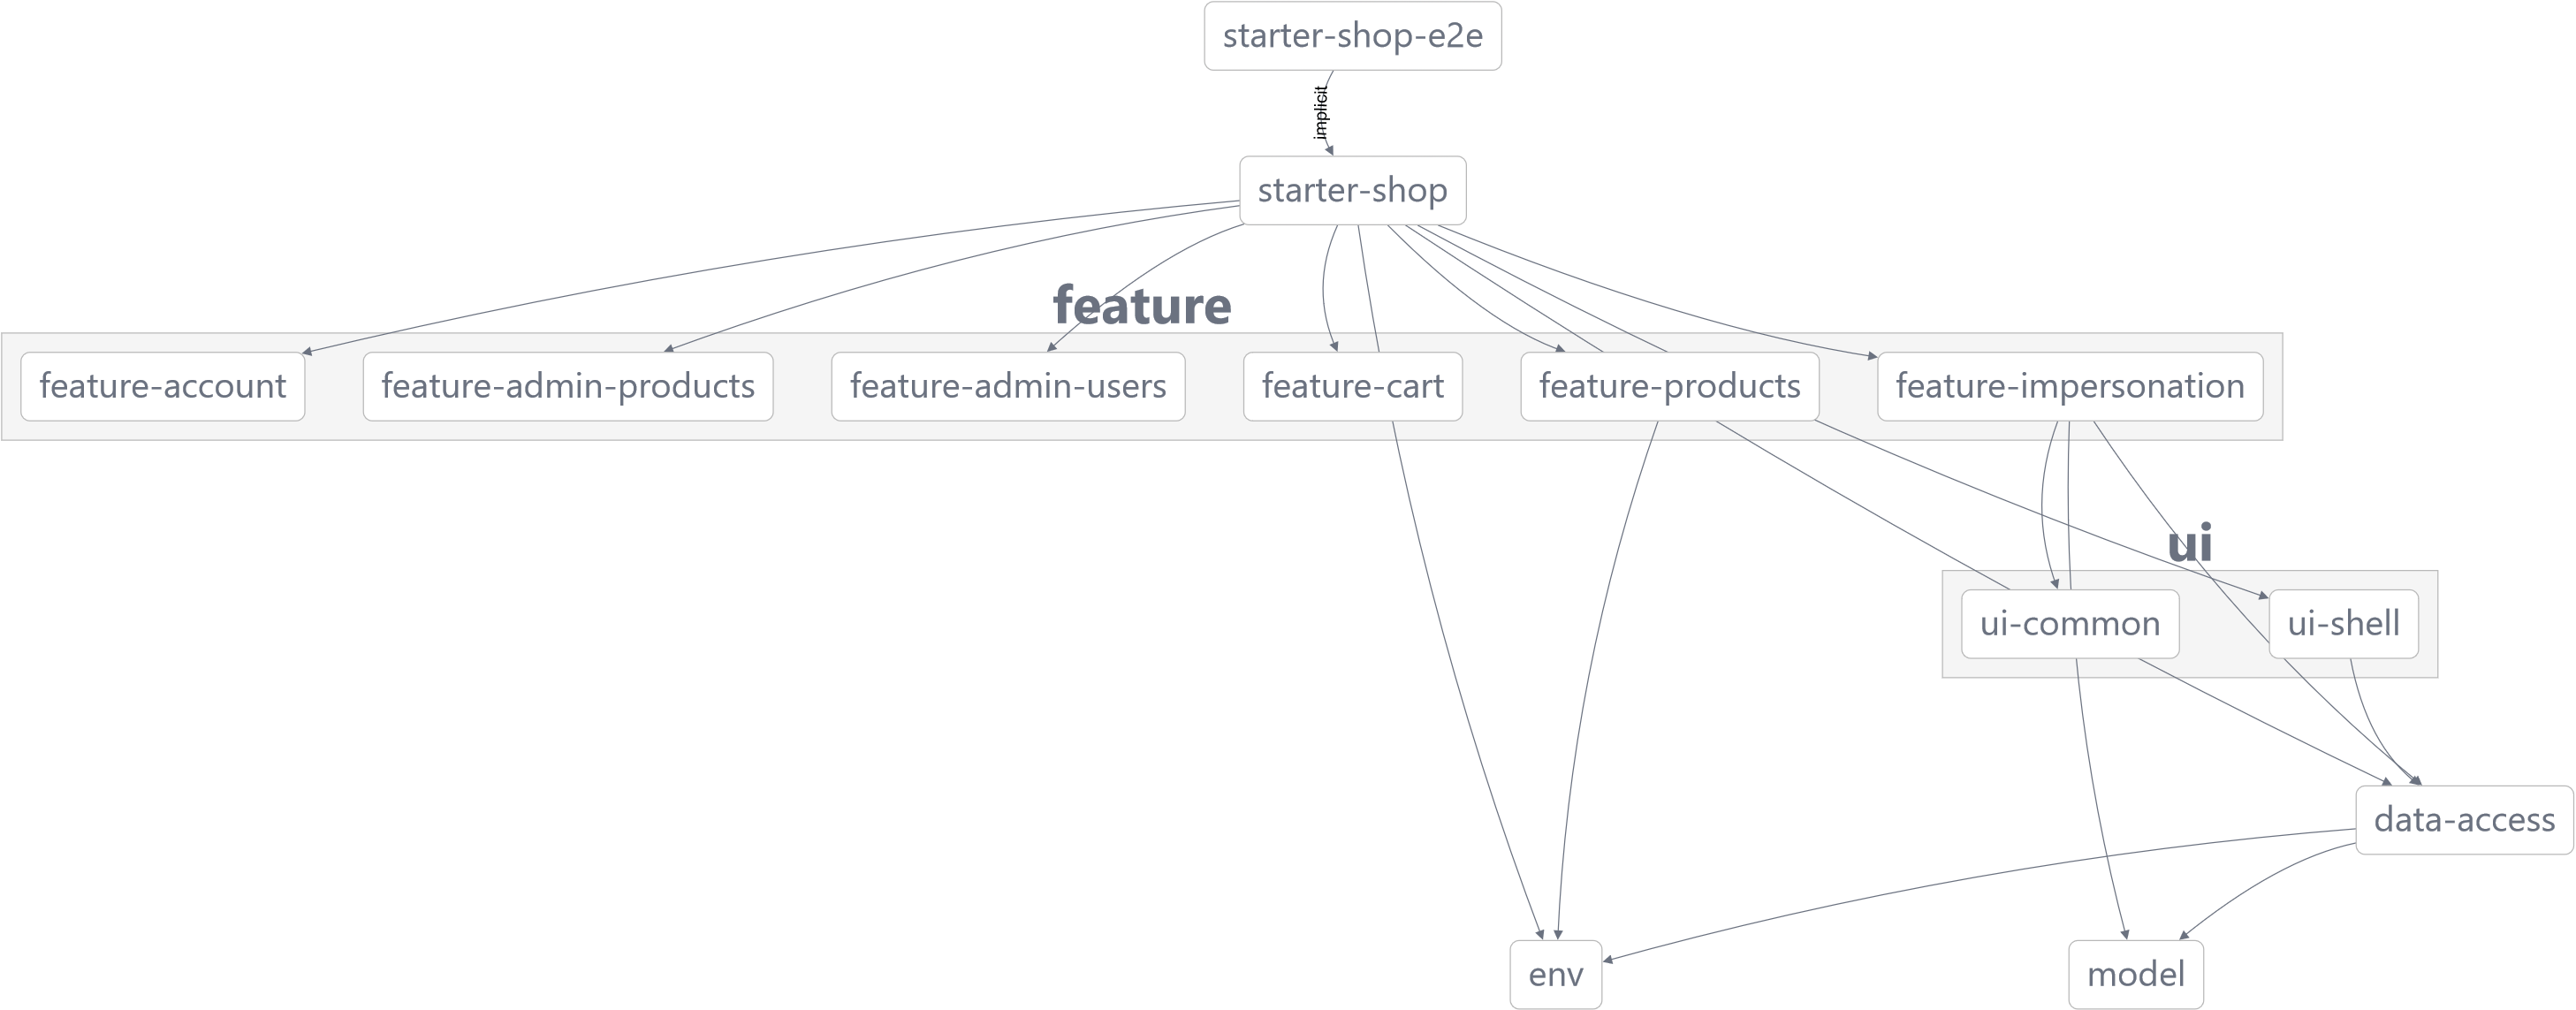 starter-shop-e2e
implicit
starter-shop
feature
feature-account
feature-admin-products
feature-admin-users
feature-cart
feature-products
feature-impersonation
ui
ui-common
ui-shell
data-access
env
model